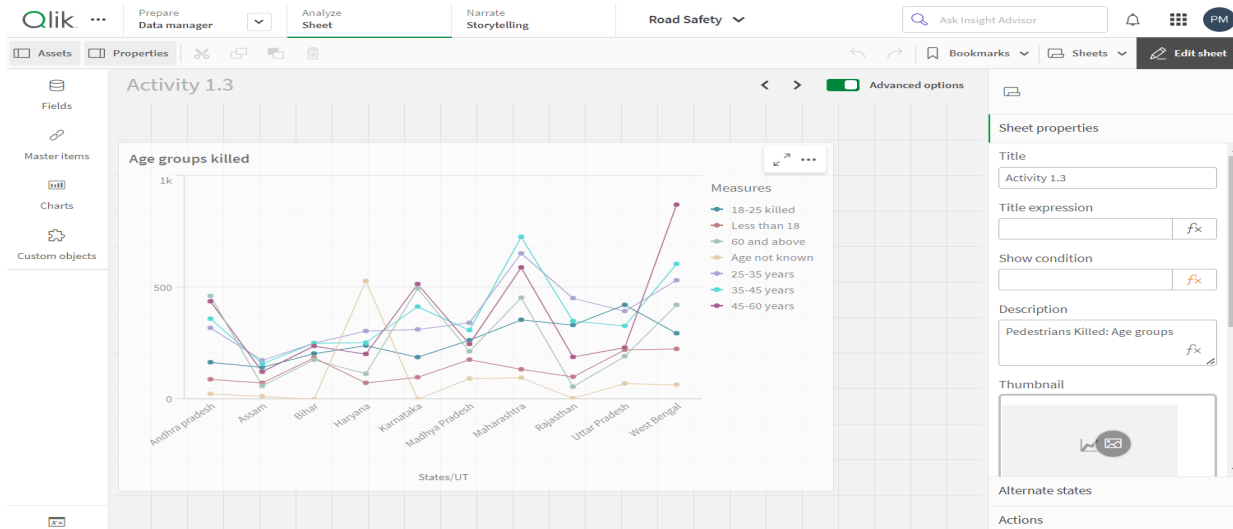 Qlik
Prepare
Data manager
Analyze
Sheet
Narrate
Storytelling
Road Safety
Ask Insight Advisor
PM
Assets
Properties
Bookmarks
Sheets
Edit sheet
Fields
Master items
Charts
Custom objects
Activity 1.3
Advanced options
Age groups killed
1k
500
0
Andhra pradesh
Assam
Bihar
Haryana
Karnataka
Madhya Pradesh
Maharashtra
Rajasthan
Uttar Pradesh
West Bengal
States/UT
Measures
18-25 killed
Less than 18
60 and above
Age not known
25-35 years
35-45 years
45-60 years
Sheet properties
Title
Activity 1.3
Title expression
fx
Show condition
fx
Description
Pedestrians Killed: Age groups
fx
Thumbnail
Alternate states
Actions